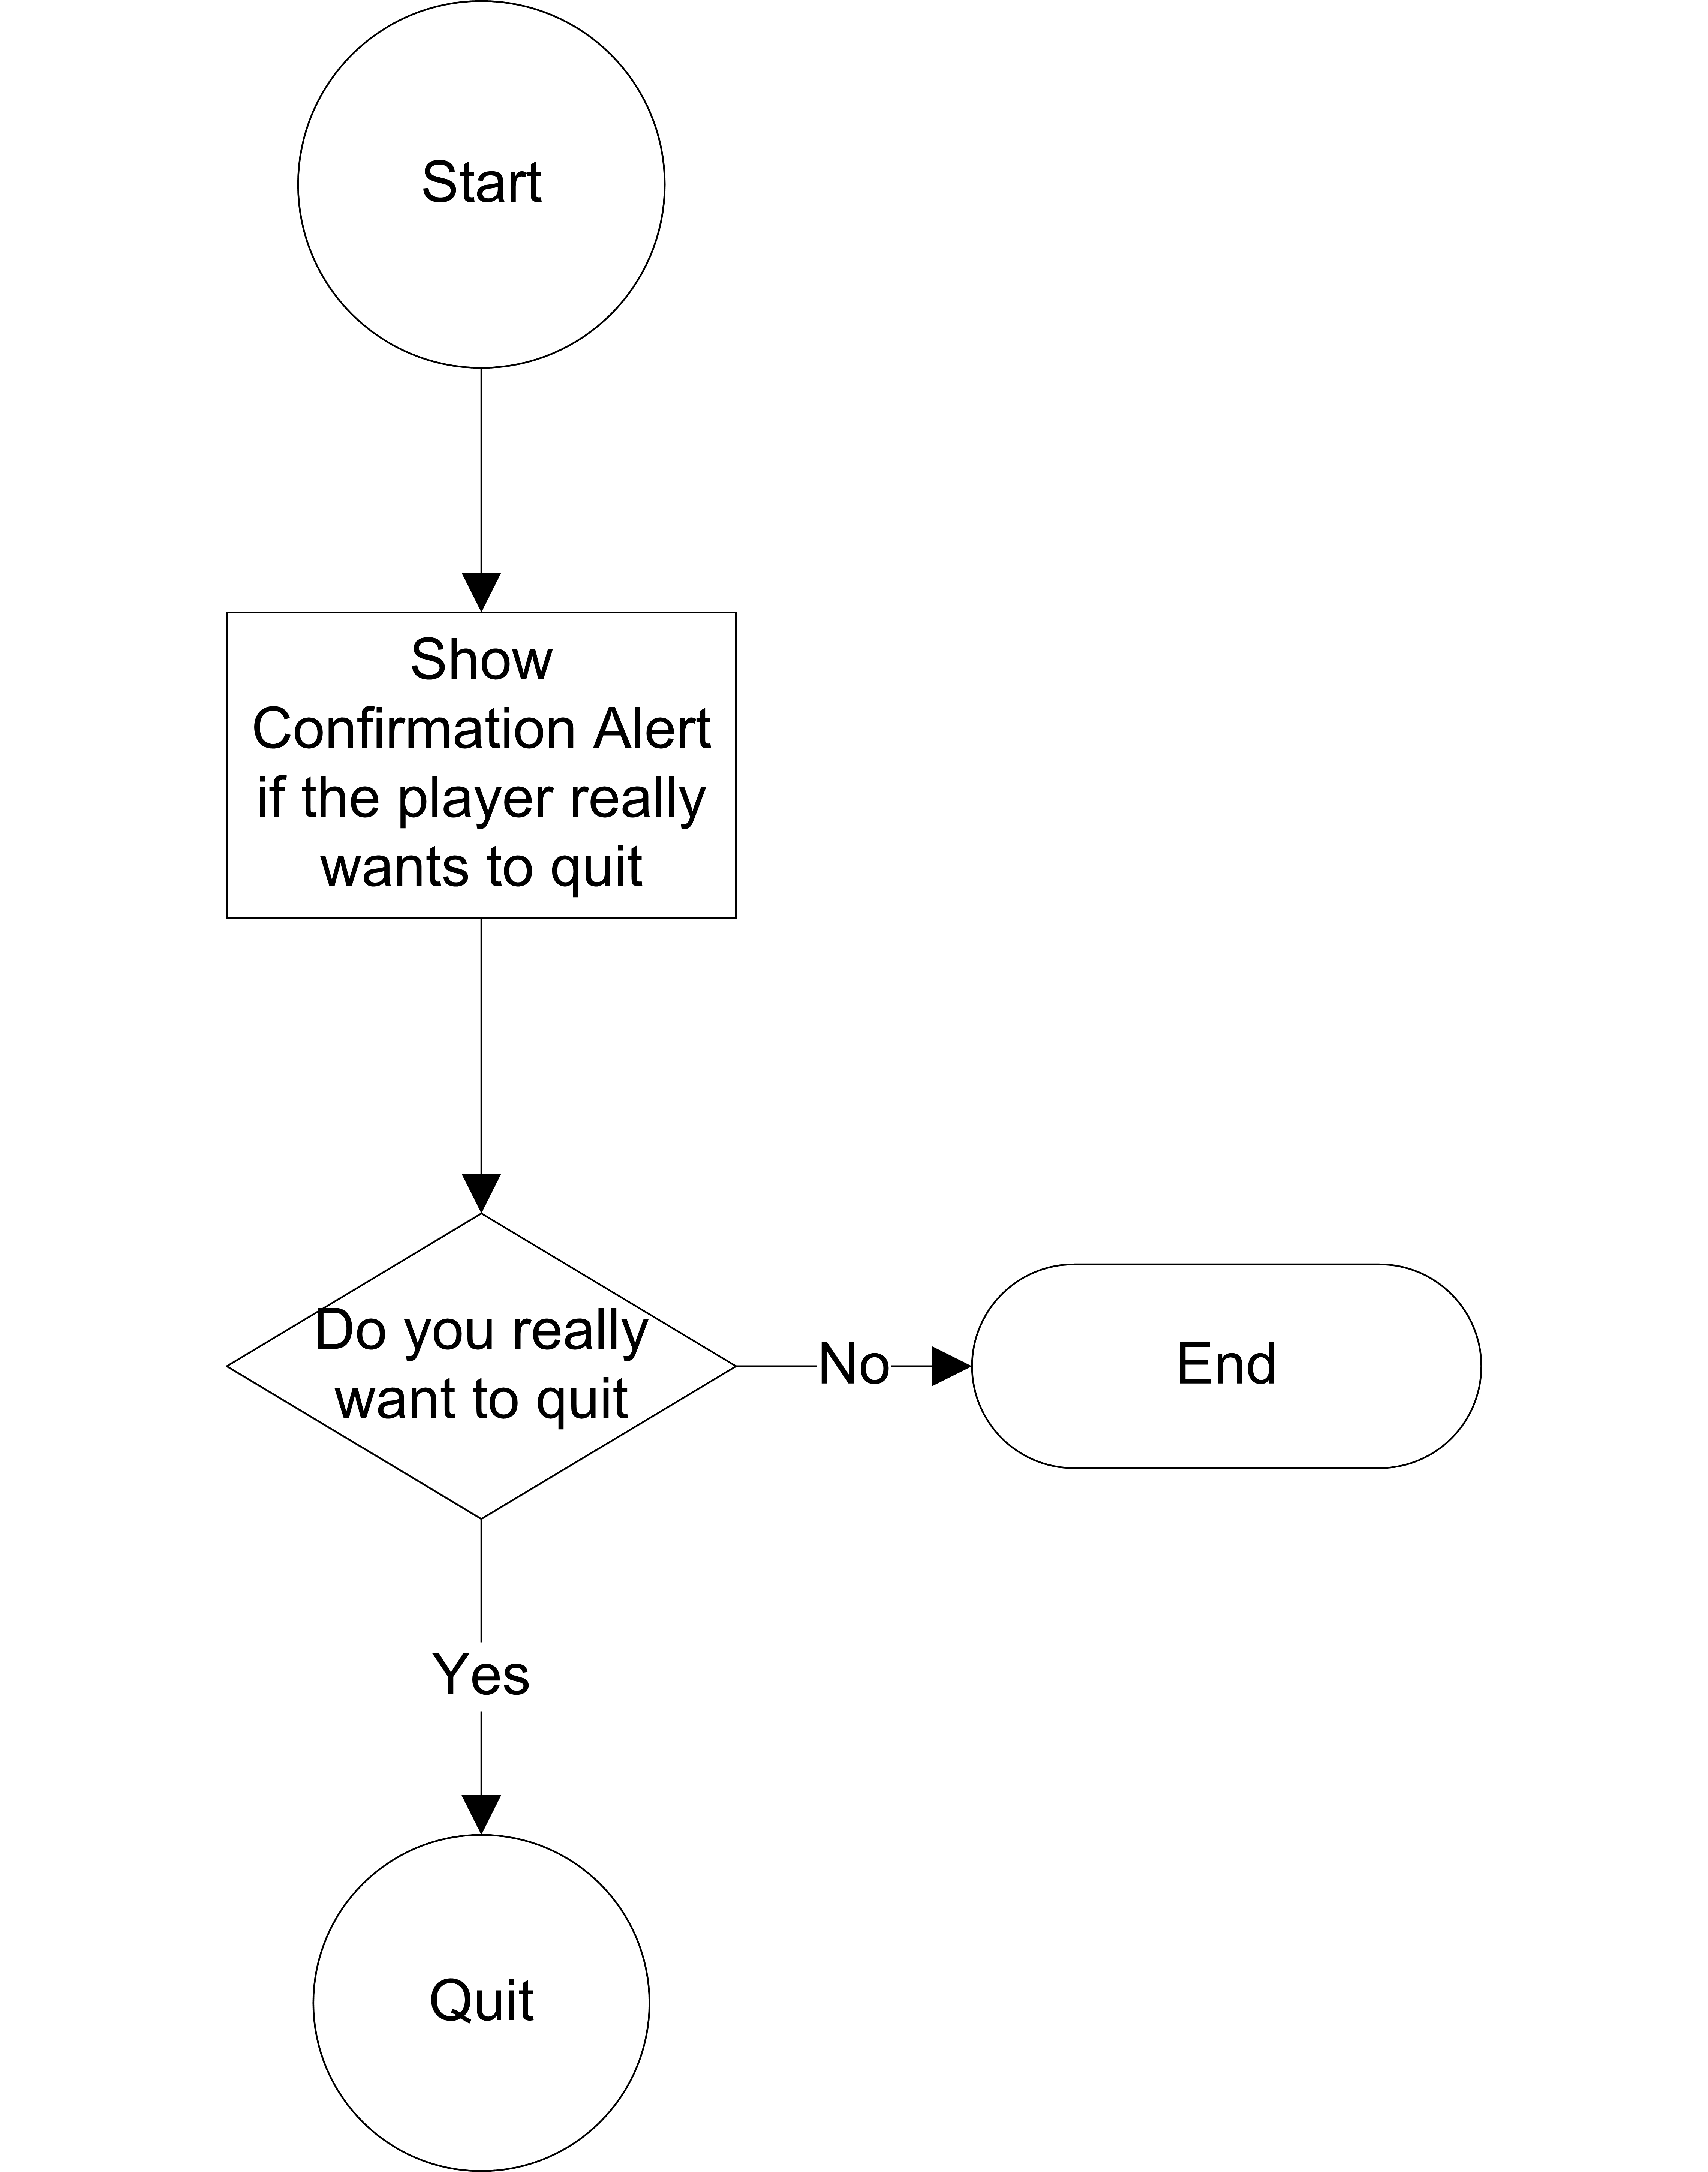 Start
Show
Confirmation Alert
if the player really
wants to quit
Do you really
want to quit
No
End
Yes
Quit